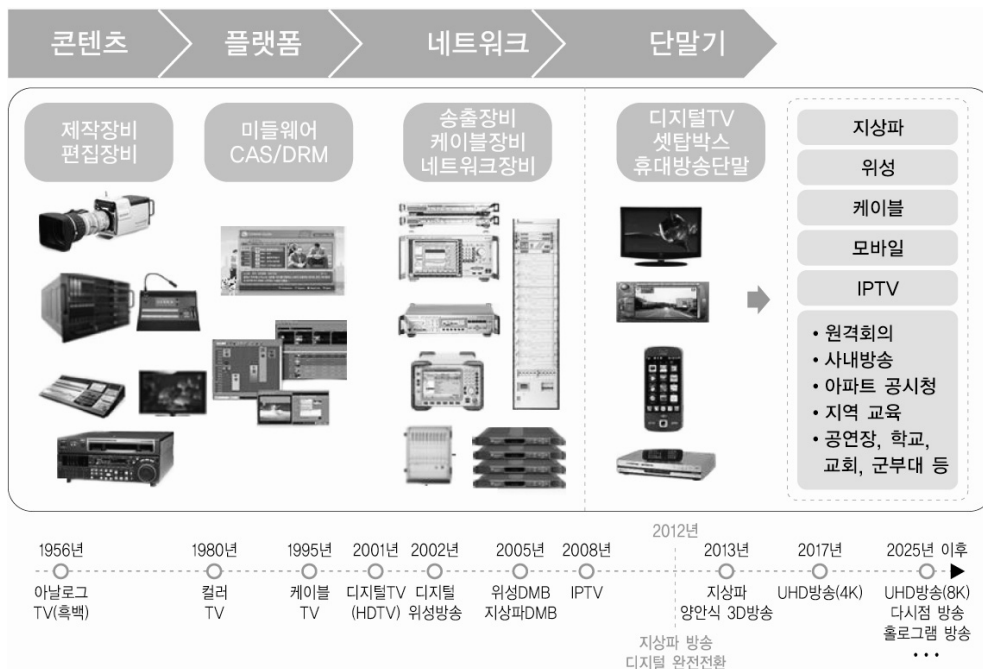 콘텐츠
플랫폼
네트워크
단말기
제작장비
편집장비
미들웨어
CAS/DRM
송출장비
케이블장비
네트워크장비
디지털TV
셋탑박스
휴대방송단말
지상파
위성
케이블
모바일
IPTV
• 원격회의
• 사내방송
• 아파트 공시청
• 지역 교육
• 공연장, 학교,
교회, 군부대 등
1956년
아날로그
TV(흑백)
1980년
컬러
TV
1995년
케이블
TV
2001년
디지털TV
(HDTV)
2002년
디지털
위성방송
2005년
위성DMB
지상파DMB
2008년
IPTV
2012년
지상파 방송
디지털 완전전환
2013년
지상파
양안식 3D방송
2017년
UHD방송(4K)
2025년 이후
UHD방송(8K)
다시점 방송
홀로그램 방송
• • •